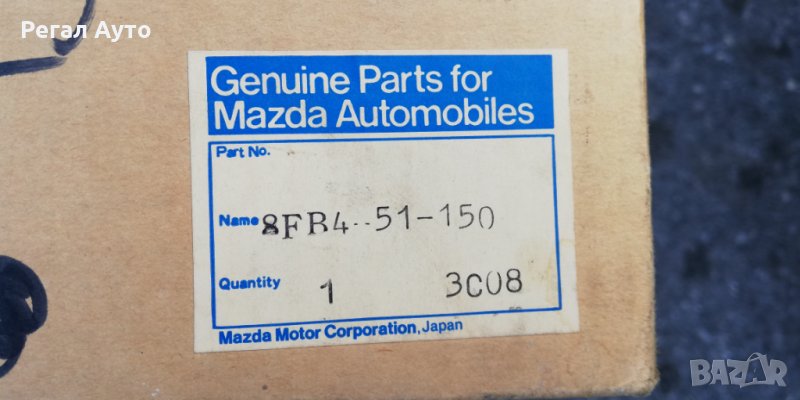 Регал Ауто
Genuine Parts for
Mazda Automobiles
Part No.
Name 8FB4--51-150
Quantity 1 3C08
Mazda Motor Corporation, Japan
BAZAR